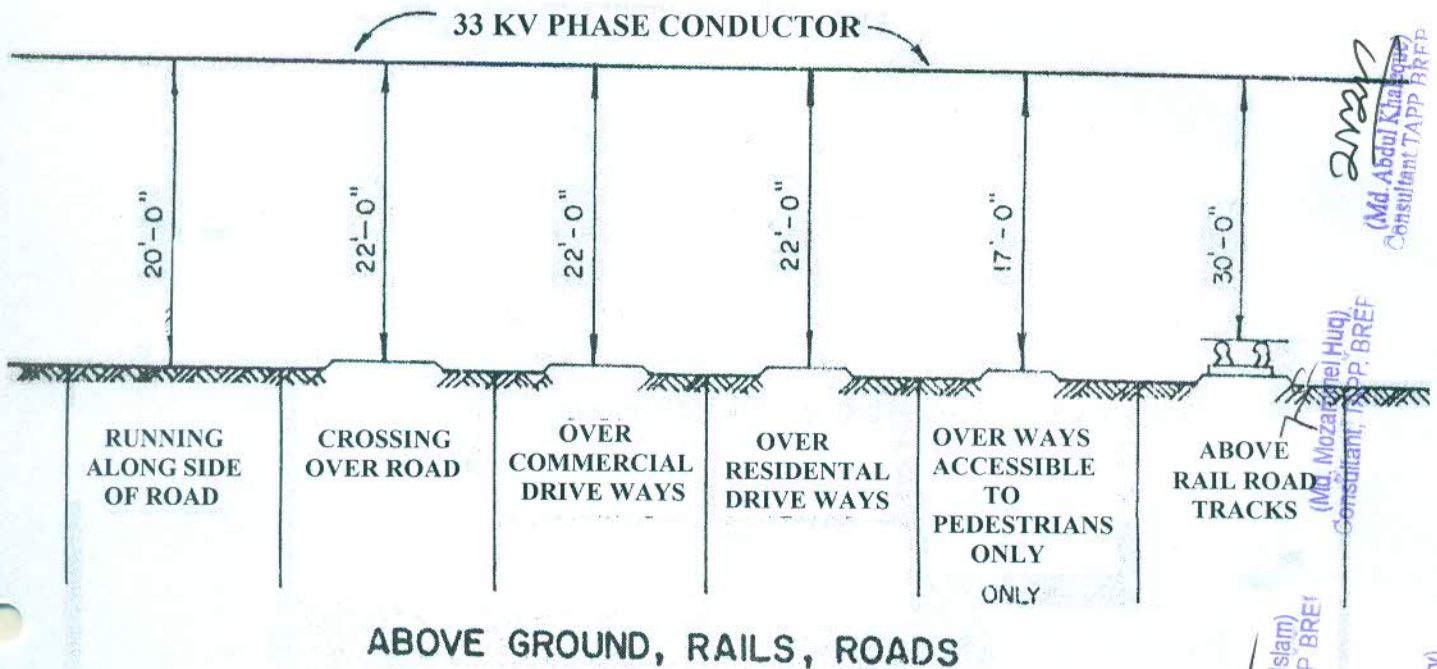 33 KV PHASE CONDUCTOR
20'-0"
22'-0"
22'-0"
22'-0"
17'-0"
30'-0"
RUNNING
ALONG SIDE
OF ROAD
CROSSING
OVER ROAD
OVER
COMMERCIAL
DRIVE WAYS
OVER
RESIDENTAL
DRIVE WAYS
OVER WAYS
ACCESSIBLE
TO
PEDESTRIANS
ONLY
ONLY
ABOVE
RAIL ROAD
TRACKS
ABOVE GROUND, RAILS, ROADS
(Md. Abdul Khaleque)
Consultant TAPP BREP
(Md. Mozammel Huq)
Consultant, TAPP, BREP